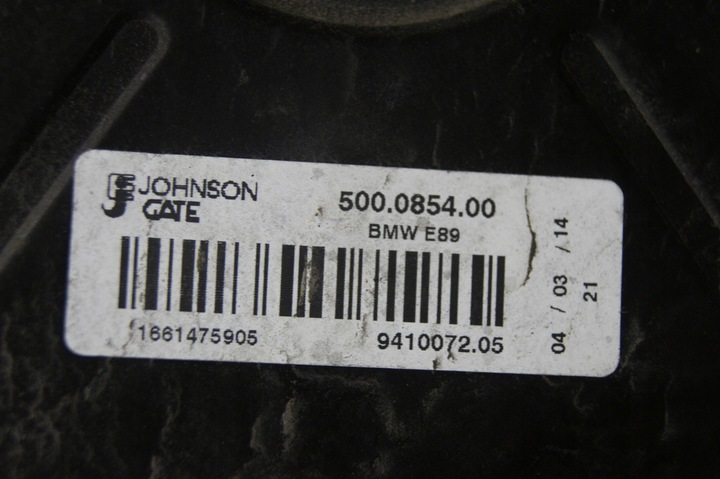 JOHNSON
GATE
500.0854.00
BMW E89
1661475905
9410072.05
04 / 03 / 14
21